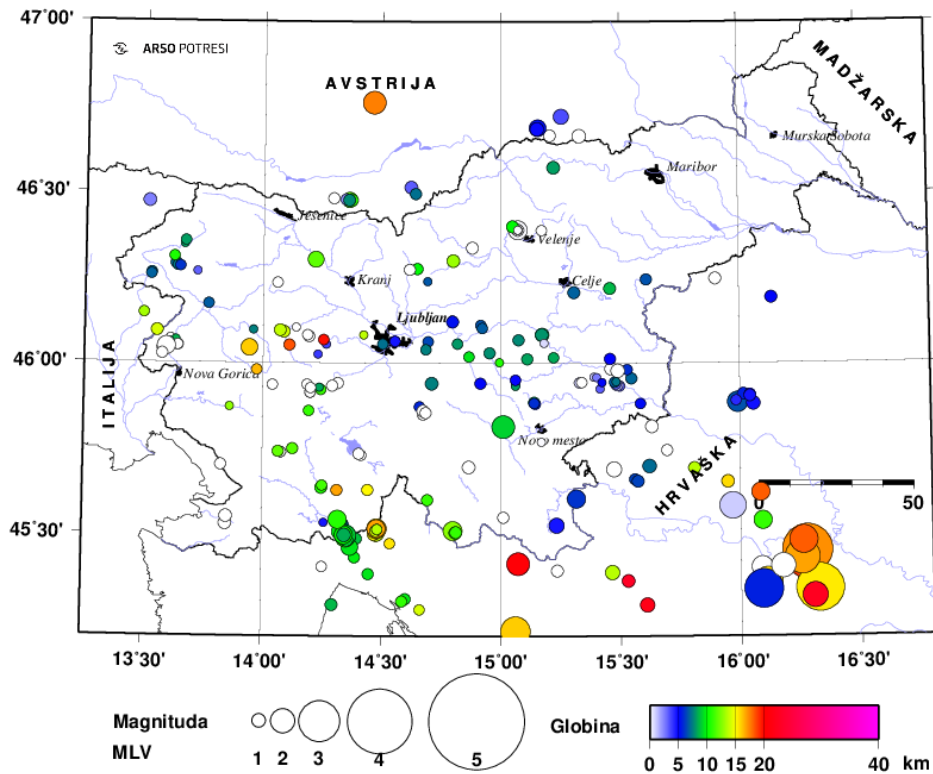 47°00'
ARSO POTRESI
AVSTRIJA
MADŽARSKA
Murska Sobota
Maribor
46°30'
Jesenice
Velenje
Kranj
Celje
Ljubljan
46°00'
ITALIJA
Nova Gorica
Novo mesto
HRVAŠKA
0 50
45°30'
13°30' 14°00' 14°30' 15°00' 15°30' 16°00' 16°30'
Magnituda
MLV
1 2 3 4 5
Globina
0 5 10 15 20 40 km